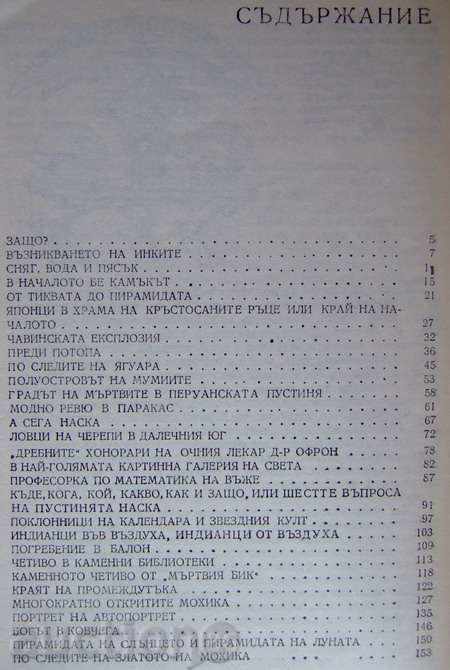 СЪДЪРЖАНИЕ
ЗАЩО? 5
ВЪЗНИКВАНЕТО НА ИНКИТЕ 7
СНЯГ, ВОДА И ПЯСЪК 11
В НАЧАЛОТО БЕ КАМЪКЪТ 17
ОТ ТИКВАТА ДО ПИРАМИДАТА 21
ЯПОНЦИ В ХРАМА НА КРЪСТОСАНИТЕ РЪЦЕ ИЛИ КРАЙ НА НА-
ЧАЛОТО 27
ЧАВИНСКАТА ЕКСПЛОЗИЯ 32
ПРЕДИ ПОТОПА 36
ПО СЛЕДИТЕ НА ЯГУАРА 45
ПОЛУОСТРОВЪТ НА МУМИИТЕ 53
ГРАДЪТ НА МЪРТВИТЕ В ПЕРУАНСКАТА ПУСТИНЯ 58
МОДНО РЕВЮ В ПАРАКАС 61
А СЕГА НАСКА 67
ЛОВЦИ НА ЧЕРЕПИ В ДАЛЕЧНИЯ ЮГ 72
„ДРЕБНИТЕ“ ХОНОРАРИ НА ОЧНИЯ ЛЕКАР Д-Р ОФРОН 78
В НАЙ-ГОЛЯМАТА КАРТИННА ГАЛЕРИЯ НА СВЕТА 82
ПРОФЕСОРКА ПО МАТЕМАТИКА НА ВЪЖЕ 87
КЪДЕ, КОГА, КОЙ, КАКВО, КАК И ЗАЩО, ИЛИ ШЕСТТЕ ВЪПРОСА
НА ПУСТИНЯТА НАСКА 91
ПОКЛОННИЦИ НА КАЛЕНДАРА И ЗВЕЗДНИЯ КУЛТ 97
ИНДИАНЦИ ВЪВ ВЪЗДУХА, ИНДИАНЦИ ОТ ВЪЗДУХА 103
ПОГРЕБЕНИЕ В БАЛОН 109
ЧЕТИВО В КАМЕННИ БИБЛИОТЕКИ 113
КАМЕННОТО ЧЕТИВО ОТ „МЪРТВИЯ БИК“ 118
КРАЯТ НА ПРОМЕЖДУТЪКА 122
МНОГОКРАТНО ОТКРИТИТЕ МОХИКА 127
ПОРТРЕТ НА АВТОПОРТРЕТ 135
БОГЪТ В КОВЧЕГА 146
ПИРАМИДАТА НА СЛЪНЦЕТО И ПИРАМИДАТА НА ЛУНАТА 150
ПО СЛЕДИТЕ НА ЗЛАТОТО НА МОХИКА 153